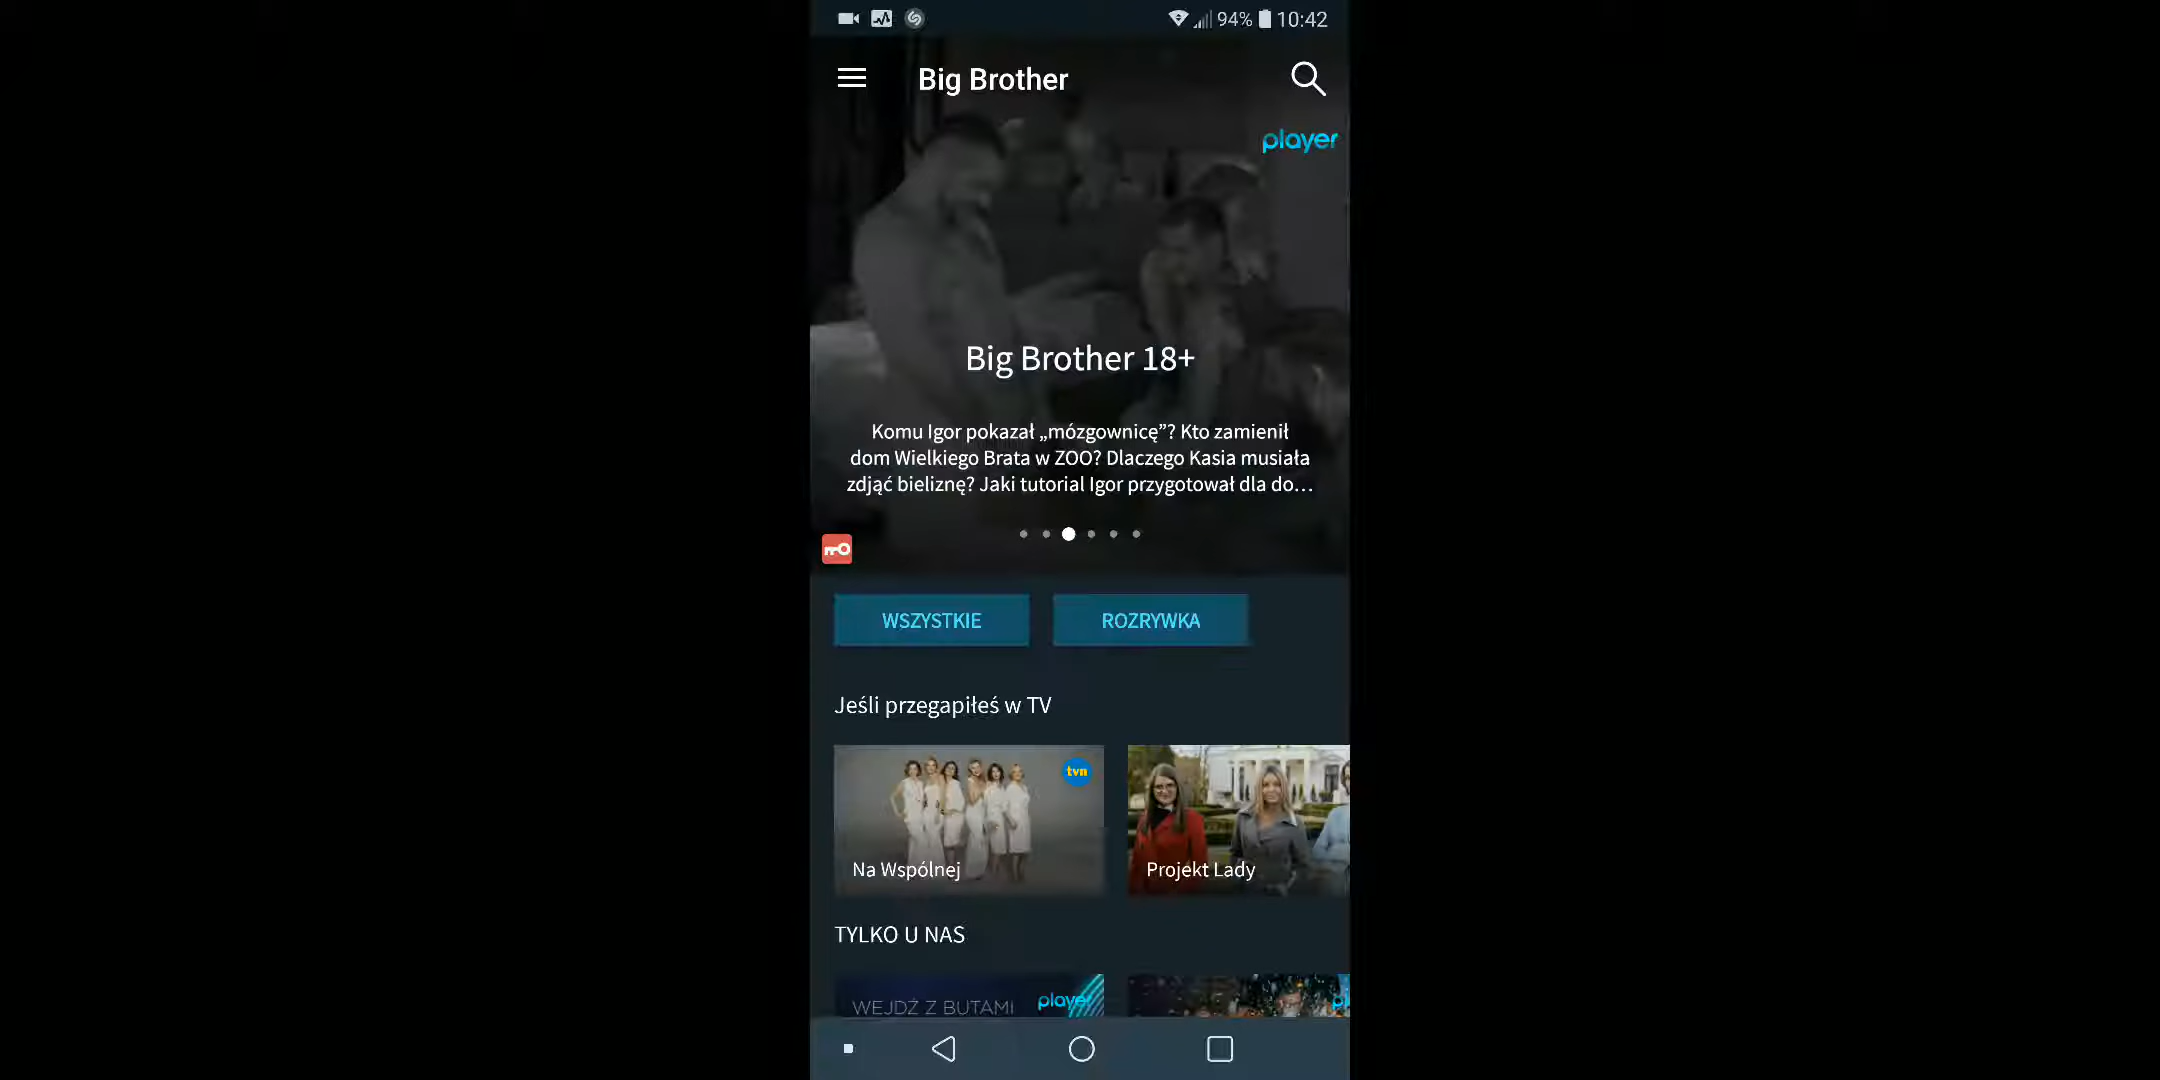 94% 10:42
Big Brother
player
Big Brother 18+
Komu Igor pokazał „mózgownicę”? Kto zamienił
dom Wielkiego Brata w ZOO? Dlaczego Kasia musiała
zdjąć bieliznę? Jaki tutorial Igor przygotował dla do…
WSZYSTKIE ROZRYWKA
Jeśli przegapiłeś w TV
tvn
Na Wspólnej Projekt Lady
TYLKO U NAS
WEJDŹ Z BUTAMI player